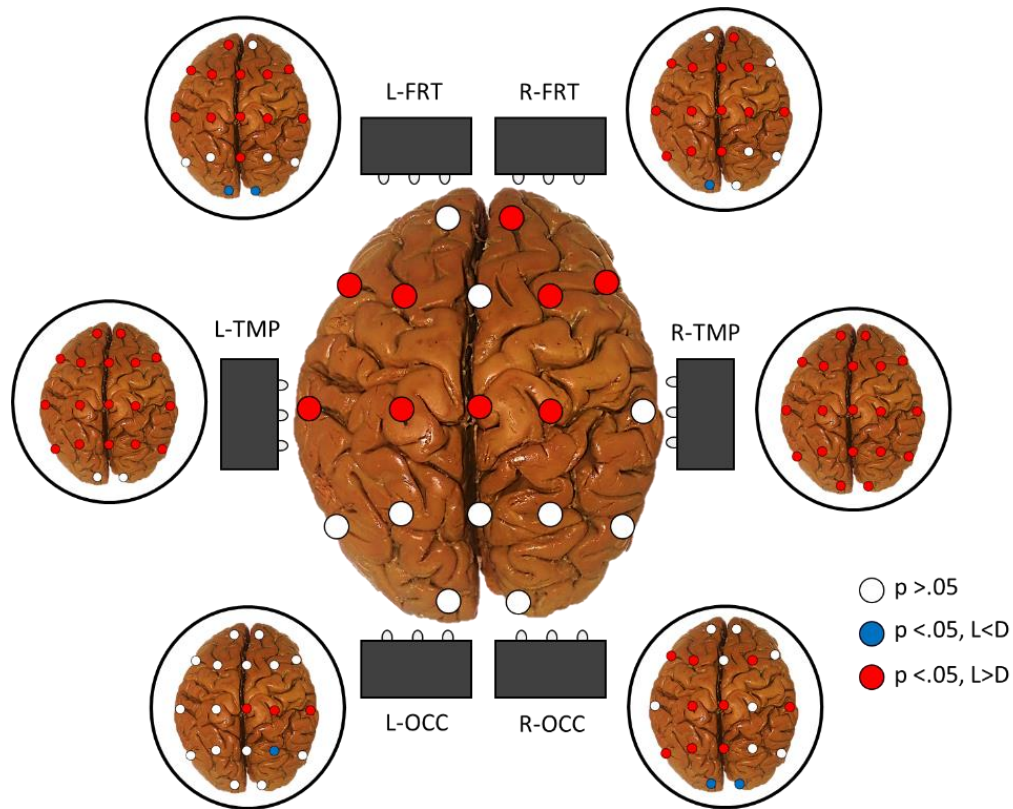 L-FRT
R-FRT
L-TMP
R-TMP
p >.05
p <.05, L<D
p <.05, L>D
L-OCC
R-OCC